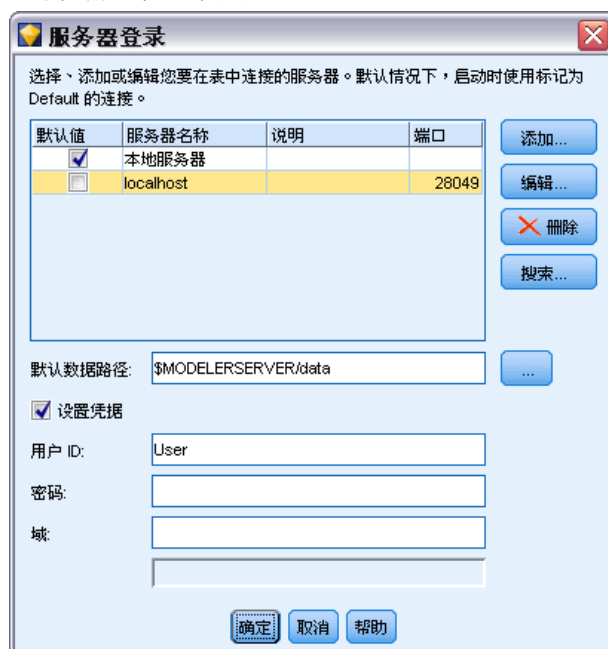 服务器登录
选择、添加或编辑您要在表中连接的服务器。默认情况下，启动时使用标记为
Default 的连接。
默认值 服务器名称 说明 端口
本地服务器
localhost 28049
添加...
编辑...
删除
搜索...
默认数据路径: $MODELERSERVER/data ...
设置凭据
用户 ID: User
密码:
域:
确定 取消 帮助